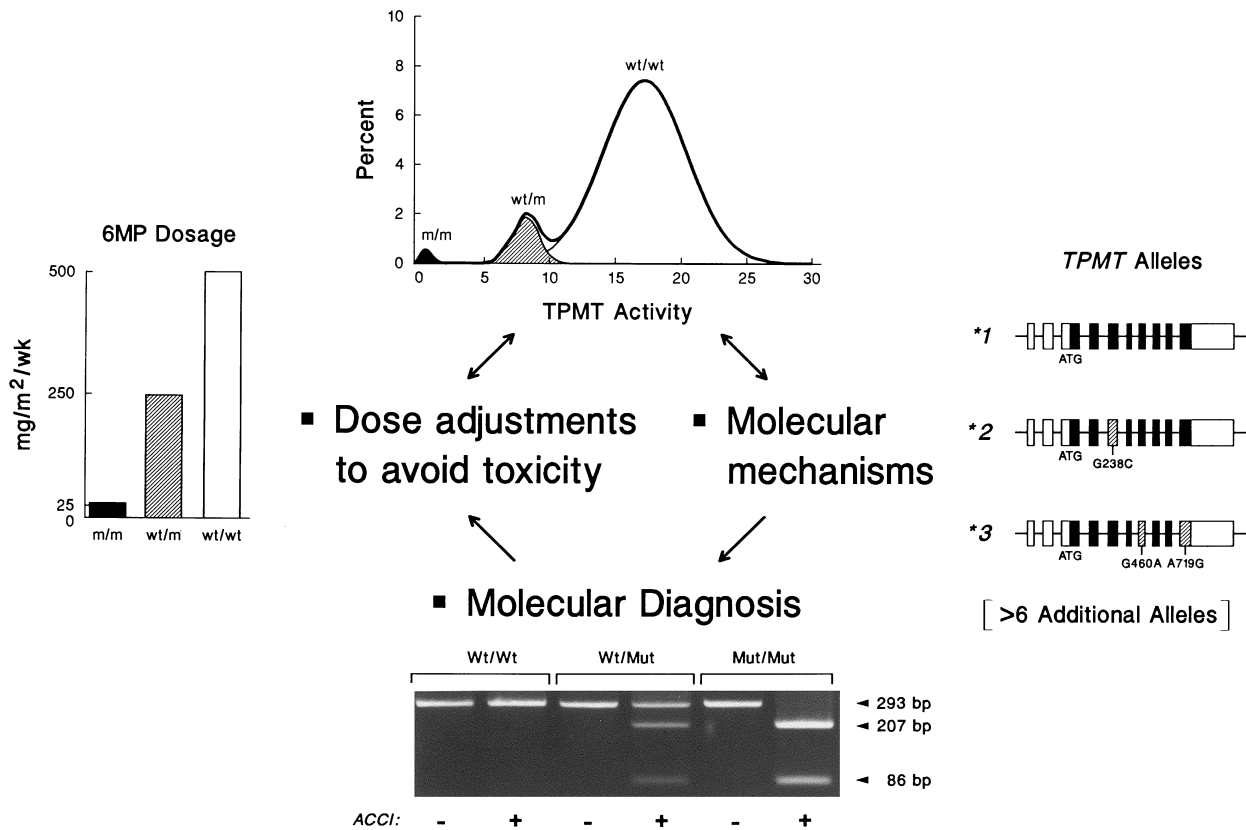 10
8
6
4
2
0
Percent
wt/wt
wt/m
m/m
0 5 10 15 20 25 30
TPMT Activity
6MP Dosage
500
250
25
0
mg/m²/wk
m/m wt/m wt/wt
■ Dose adjustments
to avoid toxicity
■ Molecular
mechanisms
■ Molecular Diagnosis
TPMT Alleles
*1
ATG
*2
ATG
G238C
*3
ATG
G460A A719G
[ >6 Additional Alleles ]
Wt/Wt Wt/Mut Mut/Mut
◄ 293 bp
◄ 207 bp
◄ 86 bp
ACCI: - + - + - +